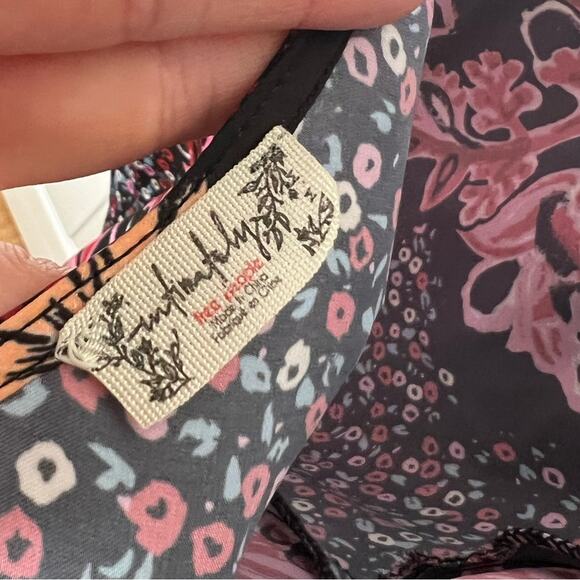 intimately
free people
Made in China
Fabriqué en Chine